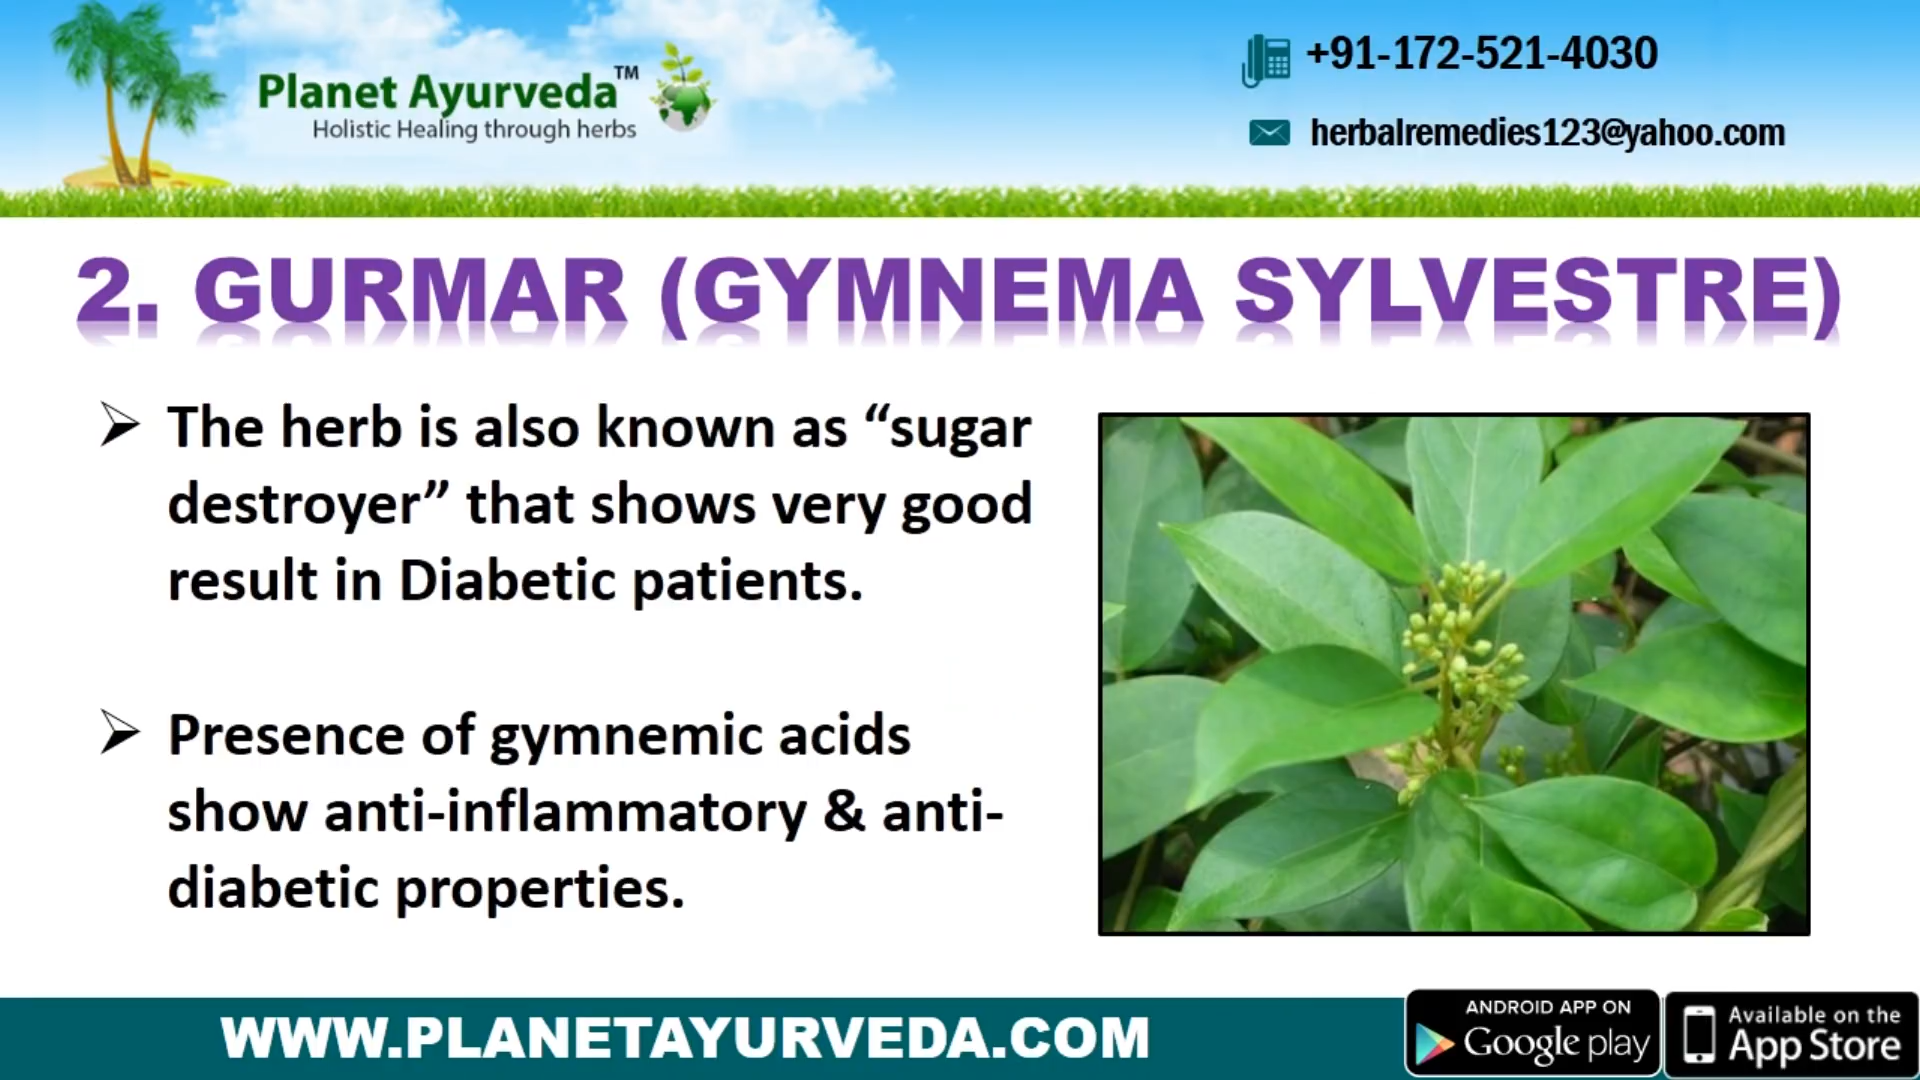 Planet Ayurveda™
Holistic Healing through herbs
+91-172-521-4030
herbalremedies123@yahoo.com
2. GURMAR (GYMNEMA SYLVESTRE)
➢ The herb is also known as “sugar
destroyer” that shows very good
result in Diabetic patients.
➢ Presence of gymnemic acids
show anti-inflammatory & anti-
diabetic properties.
WWW.PLANETAYURVEDA.COM
ANDROID APP ON
Google play
Available on the
App Store